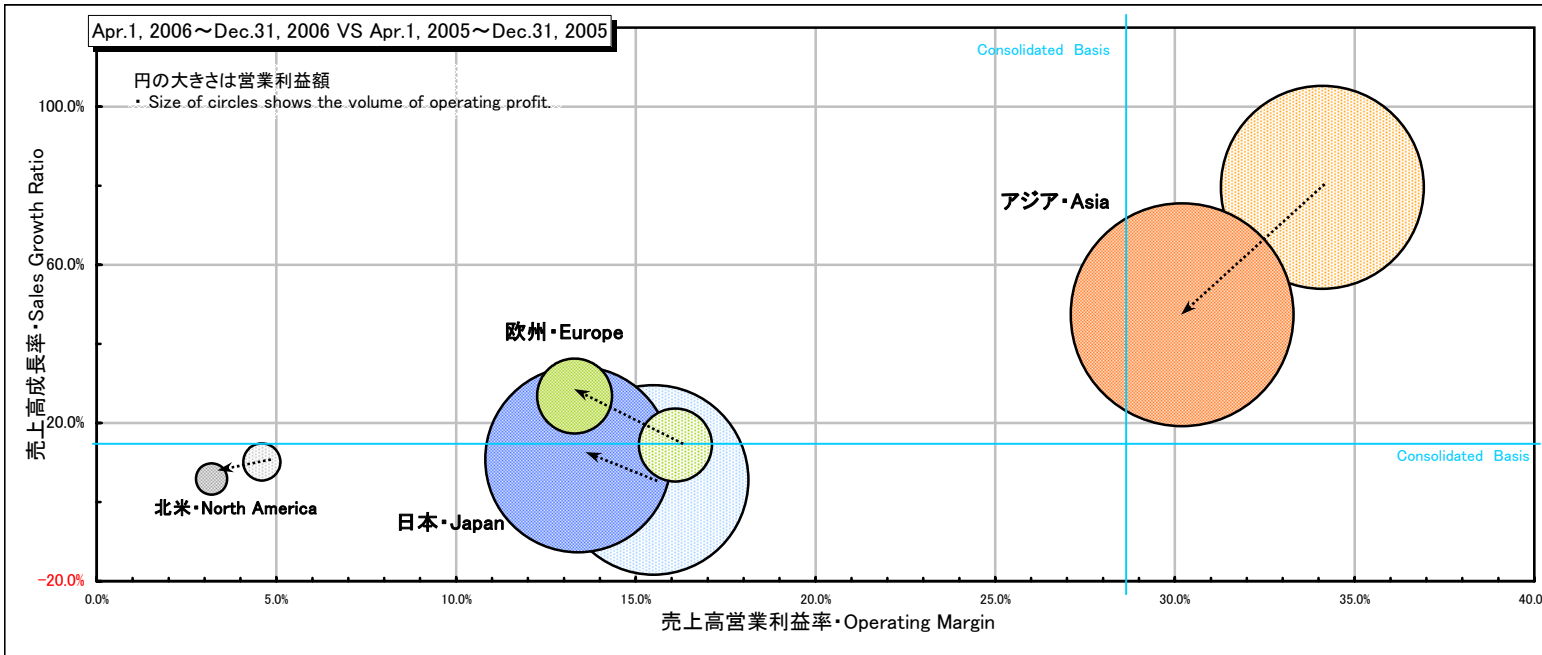 Apr.1, 2006～Dec.31, 2006 VS Apr.1, 2005～Dec.31, 2005
Consolidated Basis
円の大きさは営業利益額
・ Size of circles shows the volume of operating profit.
100.0%
アジア・Asia
60.0%
欧州・Europe
20.0%
Consolidated Basis
北米・North America
日本・Japan
-20.0%
0.0% 5.0% 10.0% 15.0% 20.0% 25.0% 30.0% 35.0% 40.0
売上高営業利益率・Operating Margin
売上高成長率・Sales Growth Ratio